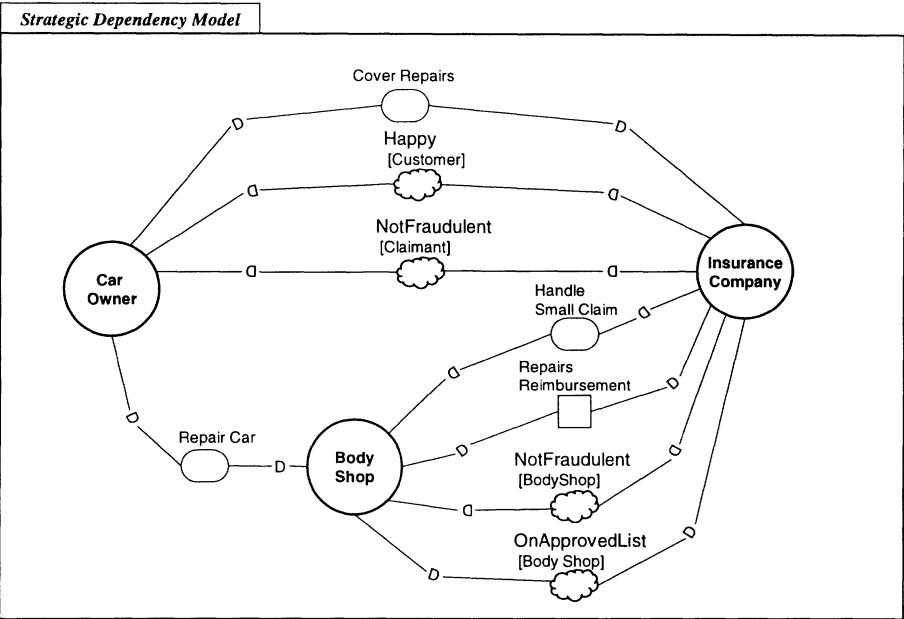 Strategic Dependency Model
Cover Repairs
D
D
Happy
[Customer]
D
D
NotFraudulent
[Claimant]
D
D
Car
Owner
Insurance
Company
Handle
Small Claim
D
D
Repairs
Reimbursement
D
D
D
Repair Car
D
Body
Shop
NotFraudulent
[BodyShop]
D
D
OnApprovedList
[Body Shop]
D
D